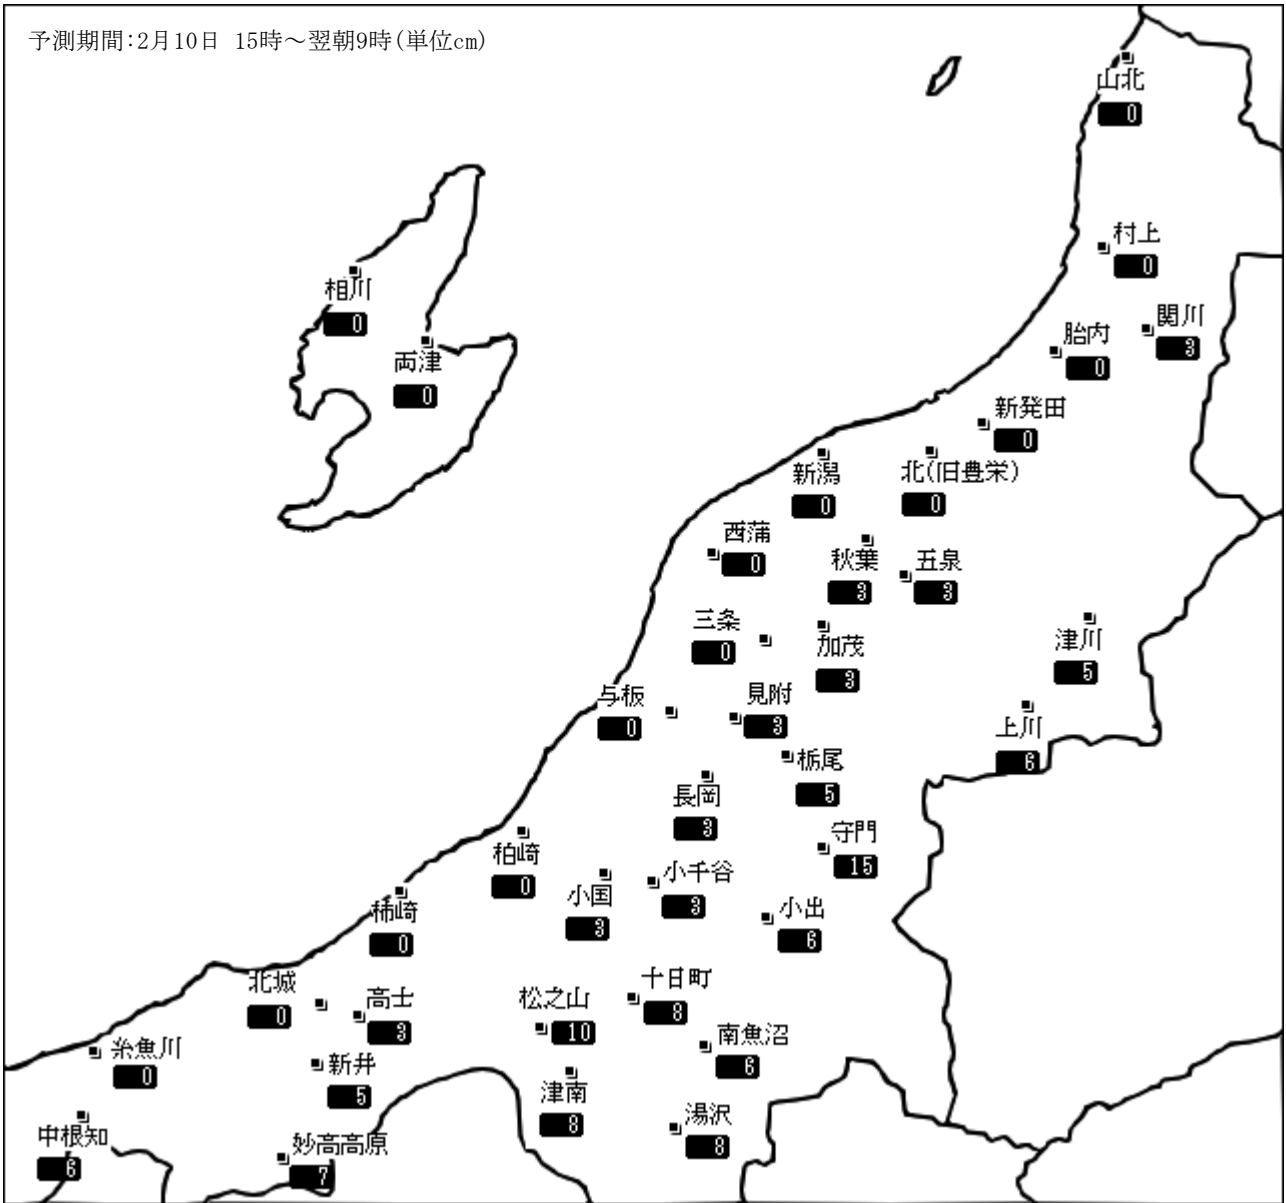 予測期間:2月10日 15時～翌朝9時(単位cm)
山北
0
村上
0
相川
0
関川
3
胎内
0
両津
0
新発田
0
新潟
0
北(旧豊栄)
0
西蒲
0
秋葉
3
五泉
3
三条
0
加茂
3
津川
5
与板
0
見附
3
上川
6
栃尾
5
長岡
3
守門
15
柏崎
0
小国
3
小千谷
3
小出
6
柿崎
0
北城
0
高士
3
松之山
10
十日町
8
南魚沼
6
糸魚川
0
新井
5
津南
8
湯沢
8
中根知
6
妙高高原
7